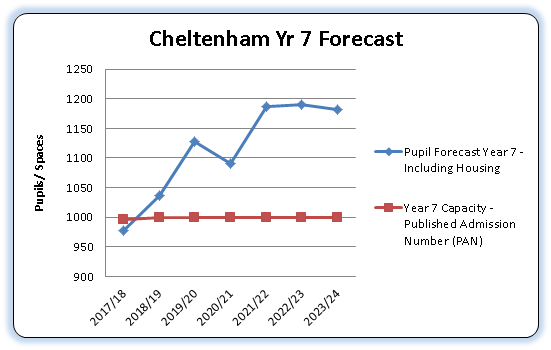 Cheltenham Yr 7 Forecast
Pupils/ Spaces
1250
1200
1150
1100
1050
1000
950
900
2017/18
2018/19
2019/20
2020/21
2021/22
2022/23
2023/24
Pupil Forecast Year 7 -
Including Housing
Year 7 Capacity -
Published Admission
Number (PAN)